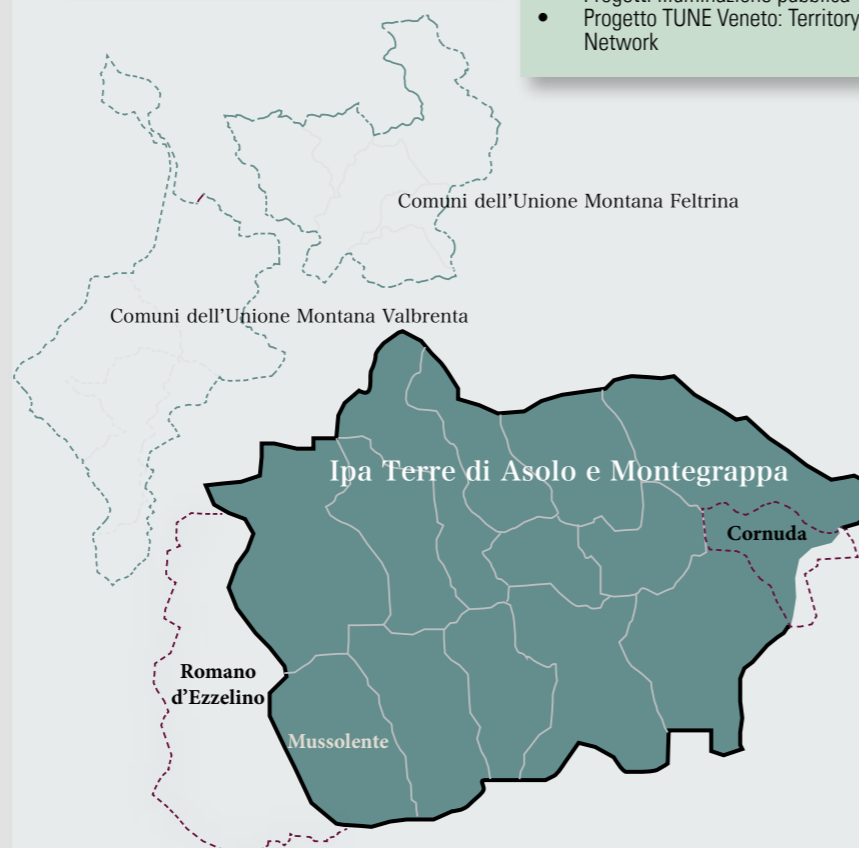 • Progetto TUNE Veneto: Territory
Network
Comuni dell'Unione Montana Feltrina
Comuni dell'Unione Montana Valbrenta
Ipa Terre di Asolo e Montegrappa
Cornuda
Romano
d'Ezzelino
Mussolente